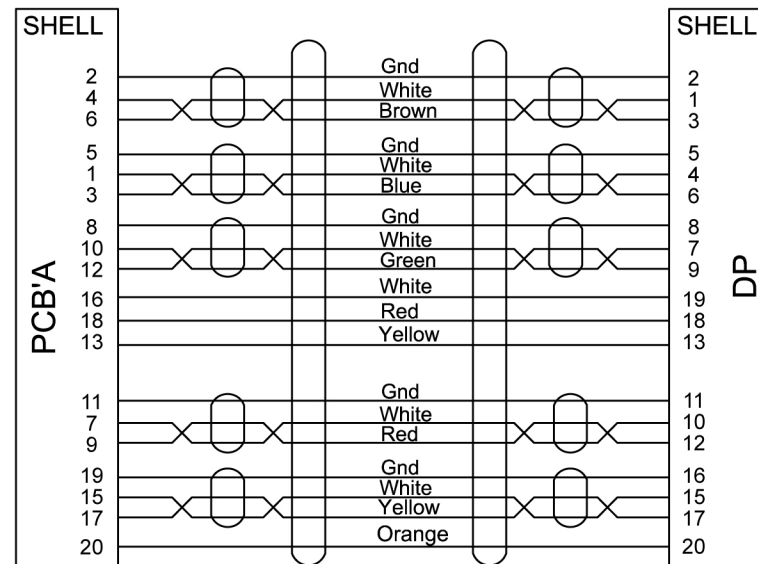 SHELL SHELL
2 Gnd 2
4 White 1
6 Brown 3
5 Gnd 5
1 White 4
3 Blue 6
8 Gnd 8
10 White 7
12 Green 9
PCB'A DP
16 White 19
18 Red 18
13 Yellow 13
11 Gnd 11
7 White 10
9 Red 12
19 Gnd 16
15 White 15
17 Yellow 17
20 Orange 20